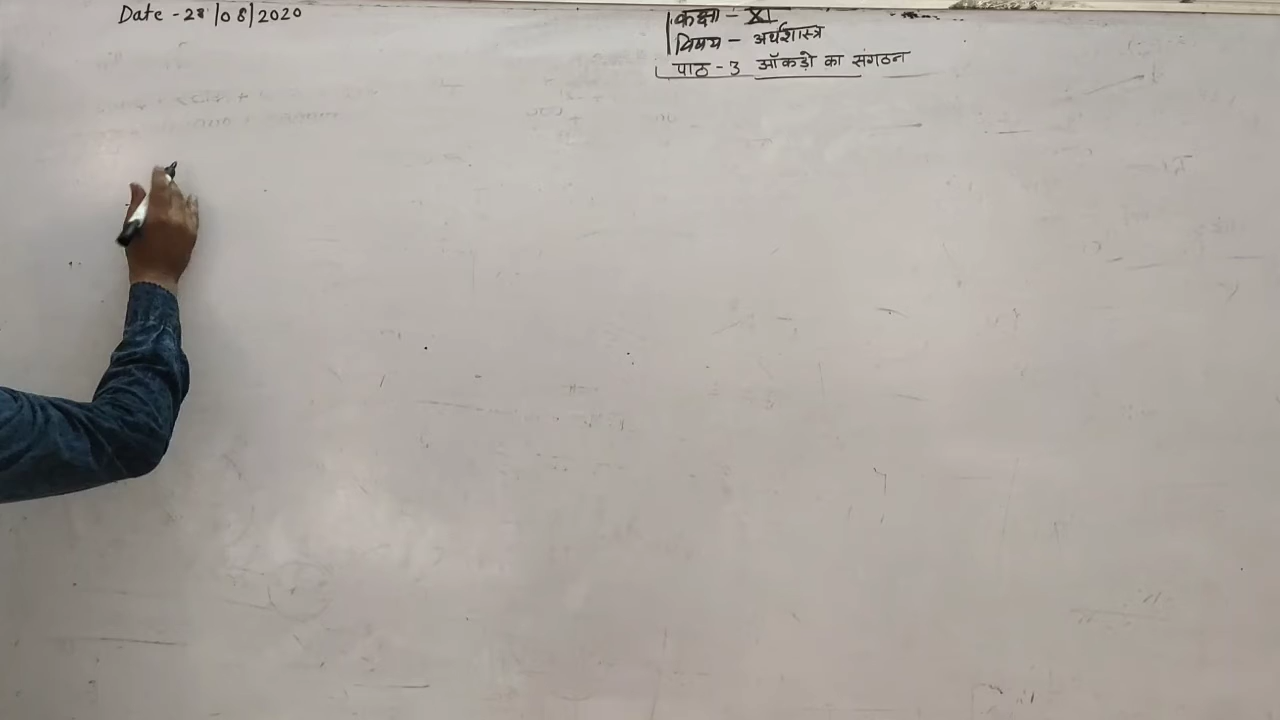 Date - 28/08/2020
कक्षा - XI
विषय - अर्थशास्त्र
पाठ - 3 आँकड़ो का संगठन